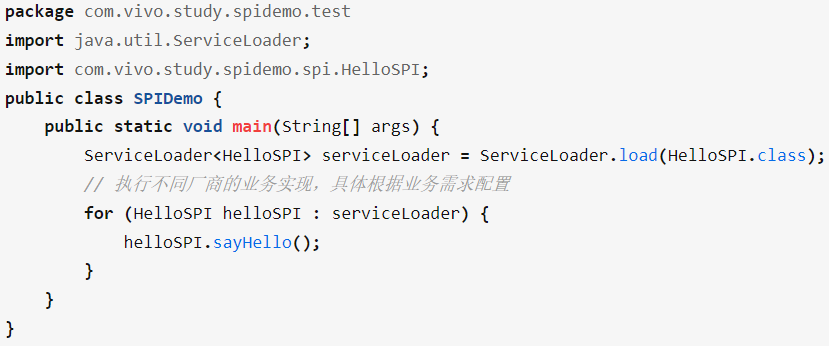 package com.vivo.study.spidemo.test
import java.util.ServiceLoader;
import com.vivo.study.spidemo.spi.HelloSPI;
public class SPIDemo {
    public static void main(String[] args) {
        ServiceLoader<HelloSPI> serviceLoader = ServiceLoader.load(HelloSPI.class);
        // 执行不同厂商的业务实现，具体根据业务需求配置
        for (HelloSPI helloSPI : serviceLoader) {
            helloSPI.sayHello();
        }
    }
}